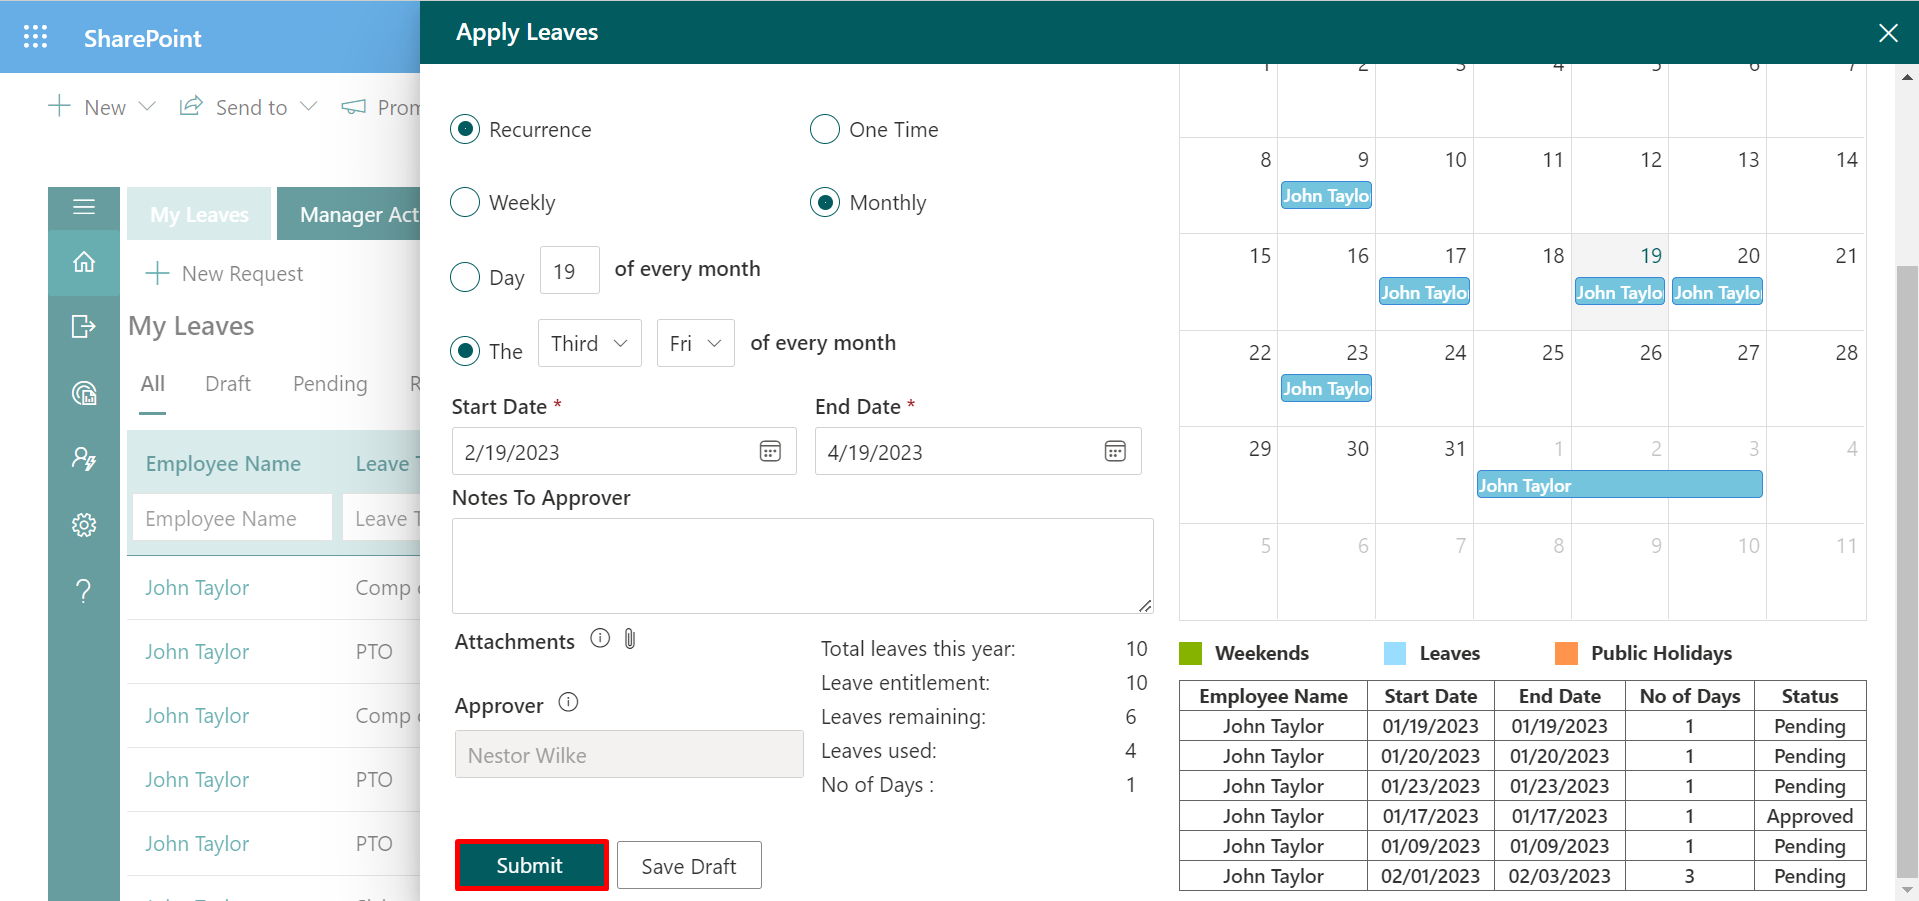 SharePoint
New
Send to
Prom
My Leaves
Manager Act
New Request
My Leaves
All Draft Pending R
Employee Name Leave T
Employee Name Leave T
John Taylor Comp
John Taylor PTO
John Taylor Comp
John Taylor PTO
John Taylor PTO
Apply Leaves
Recurrence One Time
Weekly Monthly
Day 19 of every month
The Third Fri of every month
Start Date * End Date *
2/19/2023 4/19/2023
Notes To Approver
Attachments
Approver
Nestor Wilke
Total leaves this year: 10
Leave entitlement: 10
Leaves remaining: 6
Leaves used: 4
No of Days : 1
Submit Save Draft
1 2 3 4 5 6 7
8 9 10 11 12 13 14
John Taylo
15 16 17 18 19 20 21
John Taylo John Taylo John Taylo
22 23 24 25 26 27 28
John Taylo
29 30 31 1 2 3 4
John Taylor
5 6 7 8 9 10 11
Weekends Leaves Public Holidays
Employee Name Start Date End Date No of Days Status
John Taylor 01/19/2023 01/19/2023 1 Pending
John Taylor 01/20/2023 01/20/2023 1 Pending
John Taylor 01/23/2023 01/23/2023 1 Pending
John Taylor 01/17/2023 01/17/2023 1 Approved
John Taylor 01/09/2023 01/09/2023 1 Pending
John Taylor 02/01/2023 02/03/2023 3 Pending